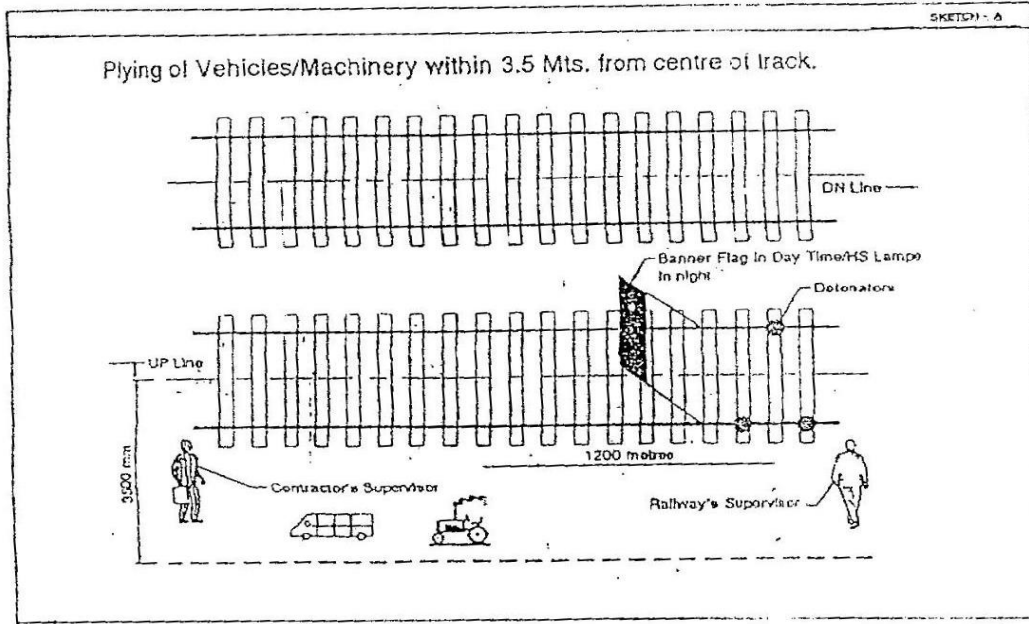 SKETCH - A
Plying of Vehicles/Machinery within 3.5 Mts. from centre of track.
DN Line
Banner Flag In Day Time/HS Lamps
In night
Detonators
UP Line
1200 metres
3500 mm
Contractor's Supervisor
Railway's Supervisor